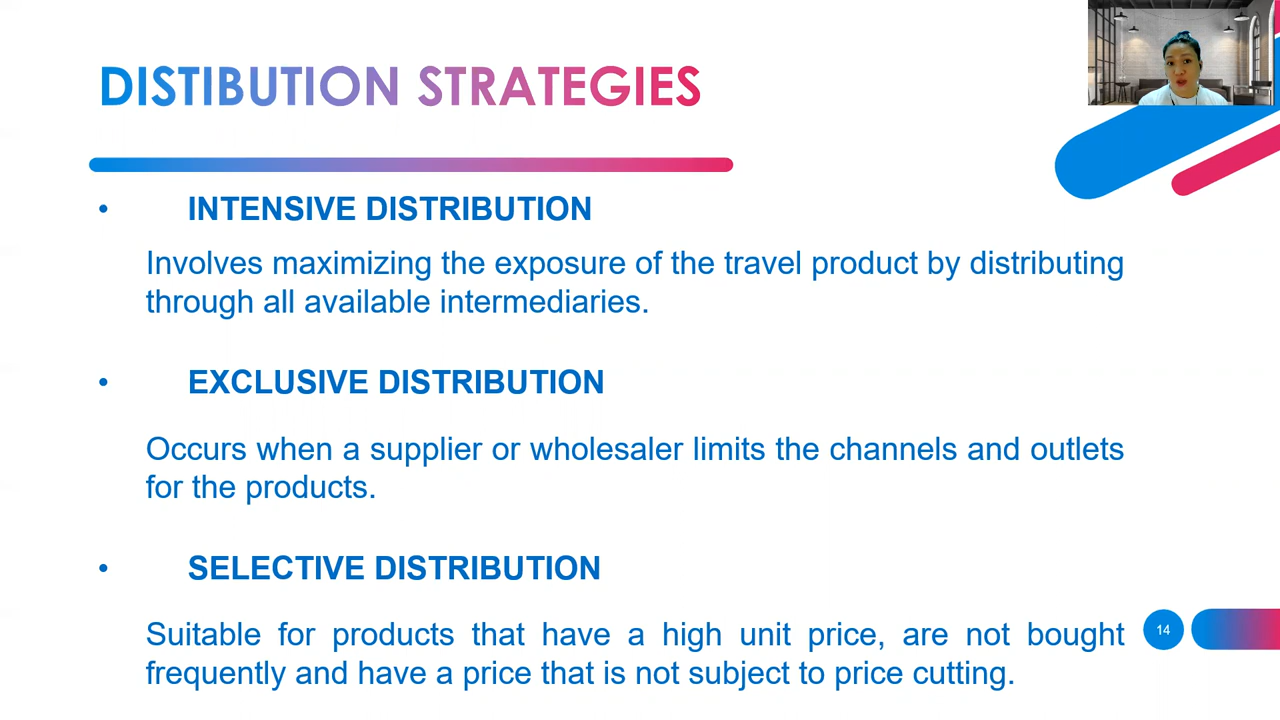 DISTIBUTION STRATEGIES
• INTENSIVE DISTRIBUTION
Involves maximizing the exposure of the travel product by distributing
through all available intermediaries.
• EXCLUSIVE DISTRIBUTION
Occurs when a supplier or wholesaler limits the channels and outlets
for the products.
• SELECTIVE DISTRIBUTION
Suitable for products that have a high unit price, are not bought
frequently and have a price that is not subject to price cutting.
14